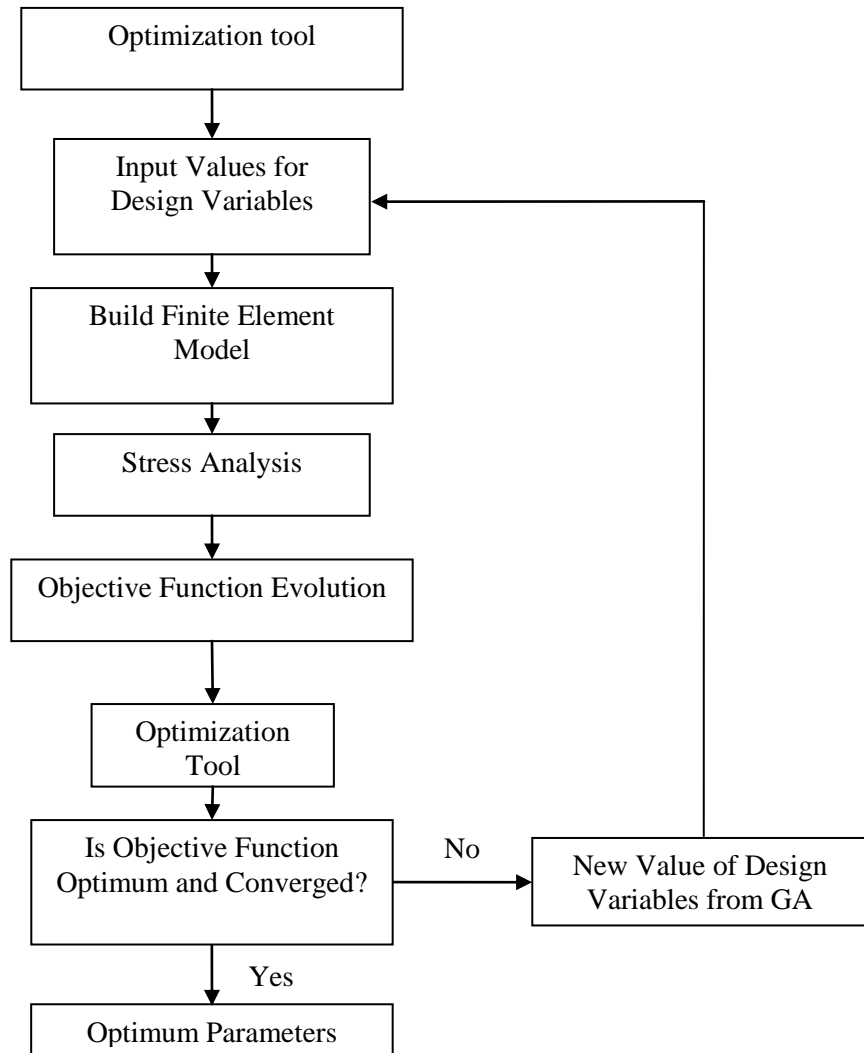 Optimization tool
Input Values for
Design Variables
Build Finite Element
Model
Stress Analysis
Objective Function Evolution
Optimization
Tool
Is Objective Function
Optimum and Converged?
No
New Value of Design
Variables from GA
Yes
Optimum Parameters